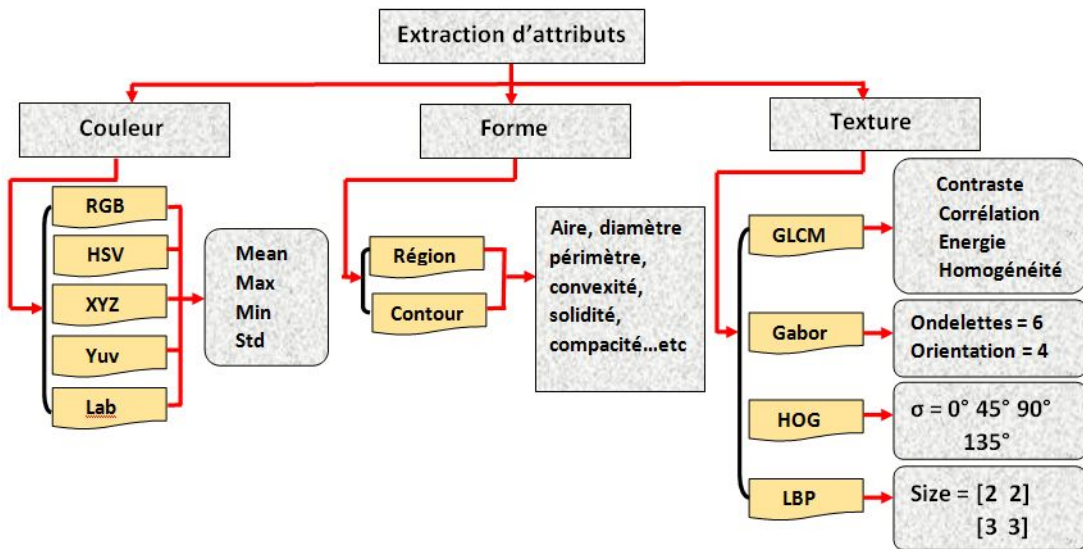 Extraction d’attributs
Couleur
Forme
Texture
RGB
HSV
XYZ
Yuv
Lab
Mean
Max
Min
Std
Région
Contour
Aire, diamètre
périmètre,
convexité,
solidité,
compacité...etc
GLCM
Contraste
Corrélation
Energie
Homogénéité
Gabor
Ondelettes = 6
Orientation = 4
HOG
σ = 0° 45° 90°
135°
LBP
Size = [2 2]
[3 3]